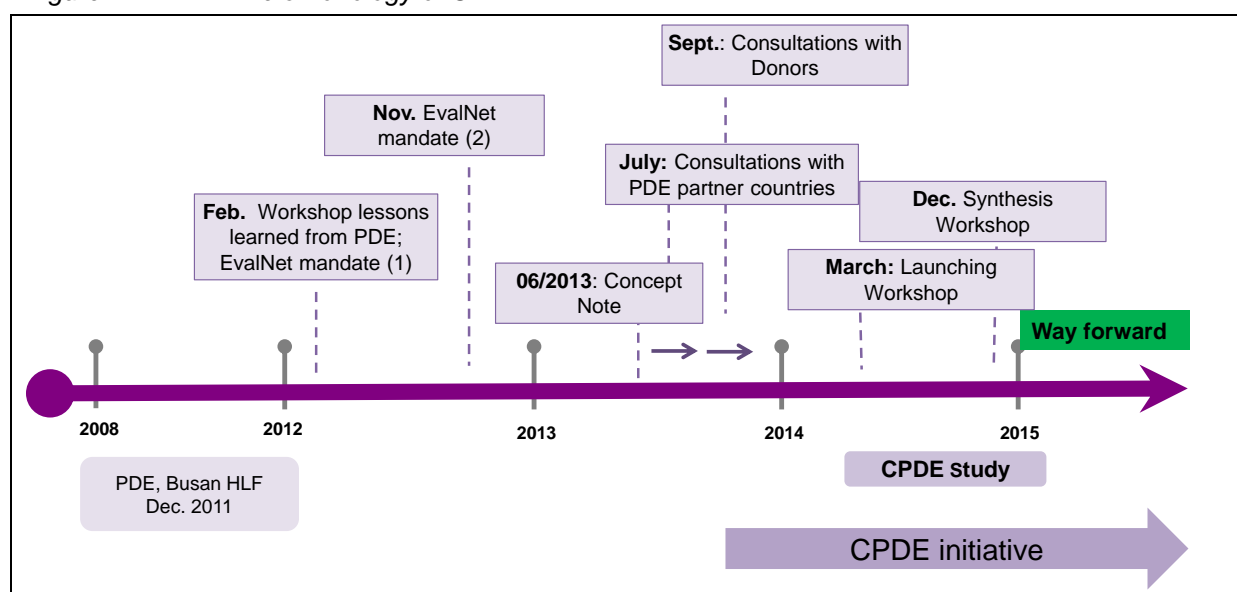 Sept.: Consultations with
Donors
Nov. EvalNet
mandate (2)
July: Consultations with
PDE partner countries
Feb.  Workshop lessons
learned from PDE;
EvalNet mandate (1)
Dec. Synthesis
Workshop
06/2013: Concept
Note
March: Launching
Workshop
Way forward
2008
2012
2013
2014
2015
PDE, Busan HLF
Dec. 2011
CPDE Study
CPDE initiative